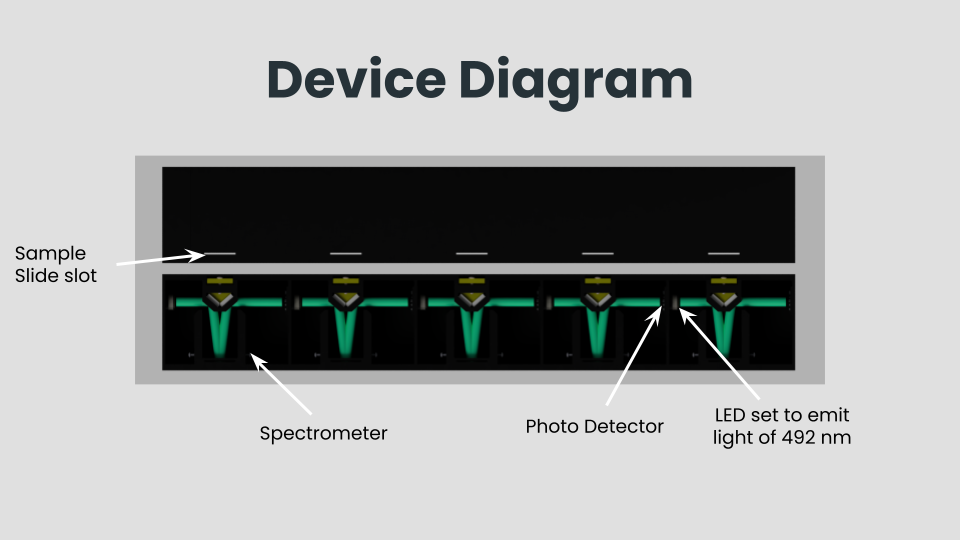 Device Diagram
Sample
Slide slot
Spectrometer
Photo Detector
LED set to emit
light of 492 nm